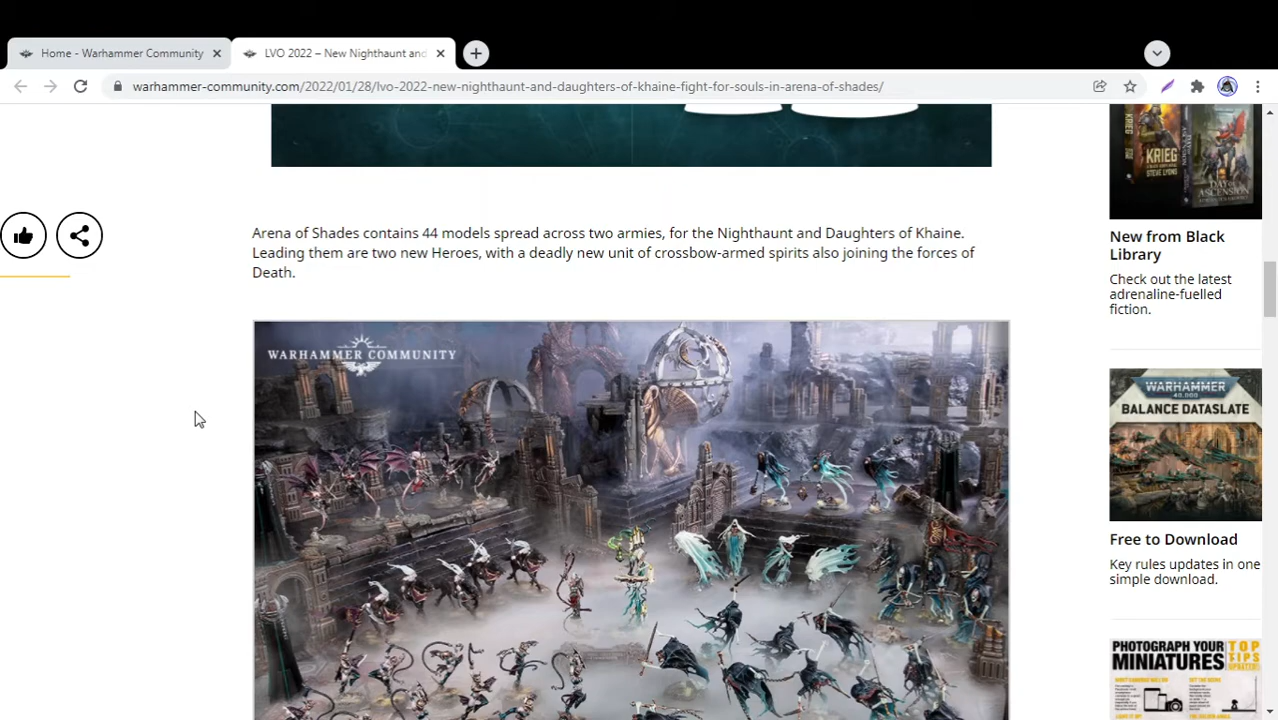 Home - Warhammer Community
LVO 2022 – New Nighthaunt and
warhammer-community.com/2022/01/28/lvo-2022-new-nighthaunt-and-daughters-of-khaine-fight-for-souls-in-arena-of-shades/
Arena of Shades contains 44 models spread across two armies, for the Nighthaunt and Daughters of Khaine.
Leading them are two new Heroes, with a deadly new unit of crossbow-armed spirits also joining the forces of
Death.
WARHAMMER COMMUNITY
KRIEG
STEVE LYONS
DAY OF
ASCENSION
New from Black
Library
Check out the latest
adrenaline-fuelled
fiction.
WARHAMMER
40,000
BALANCE DATASLATE
Free to Download
Key rules updates in one
simple download.
PHOTOGRAPH YOUR
MINIATURES
TOP
TIPS